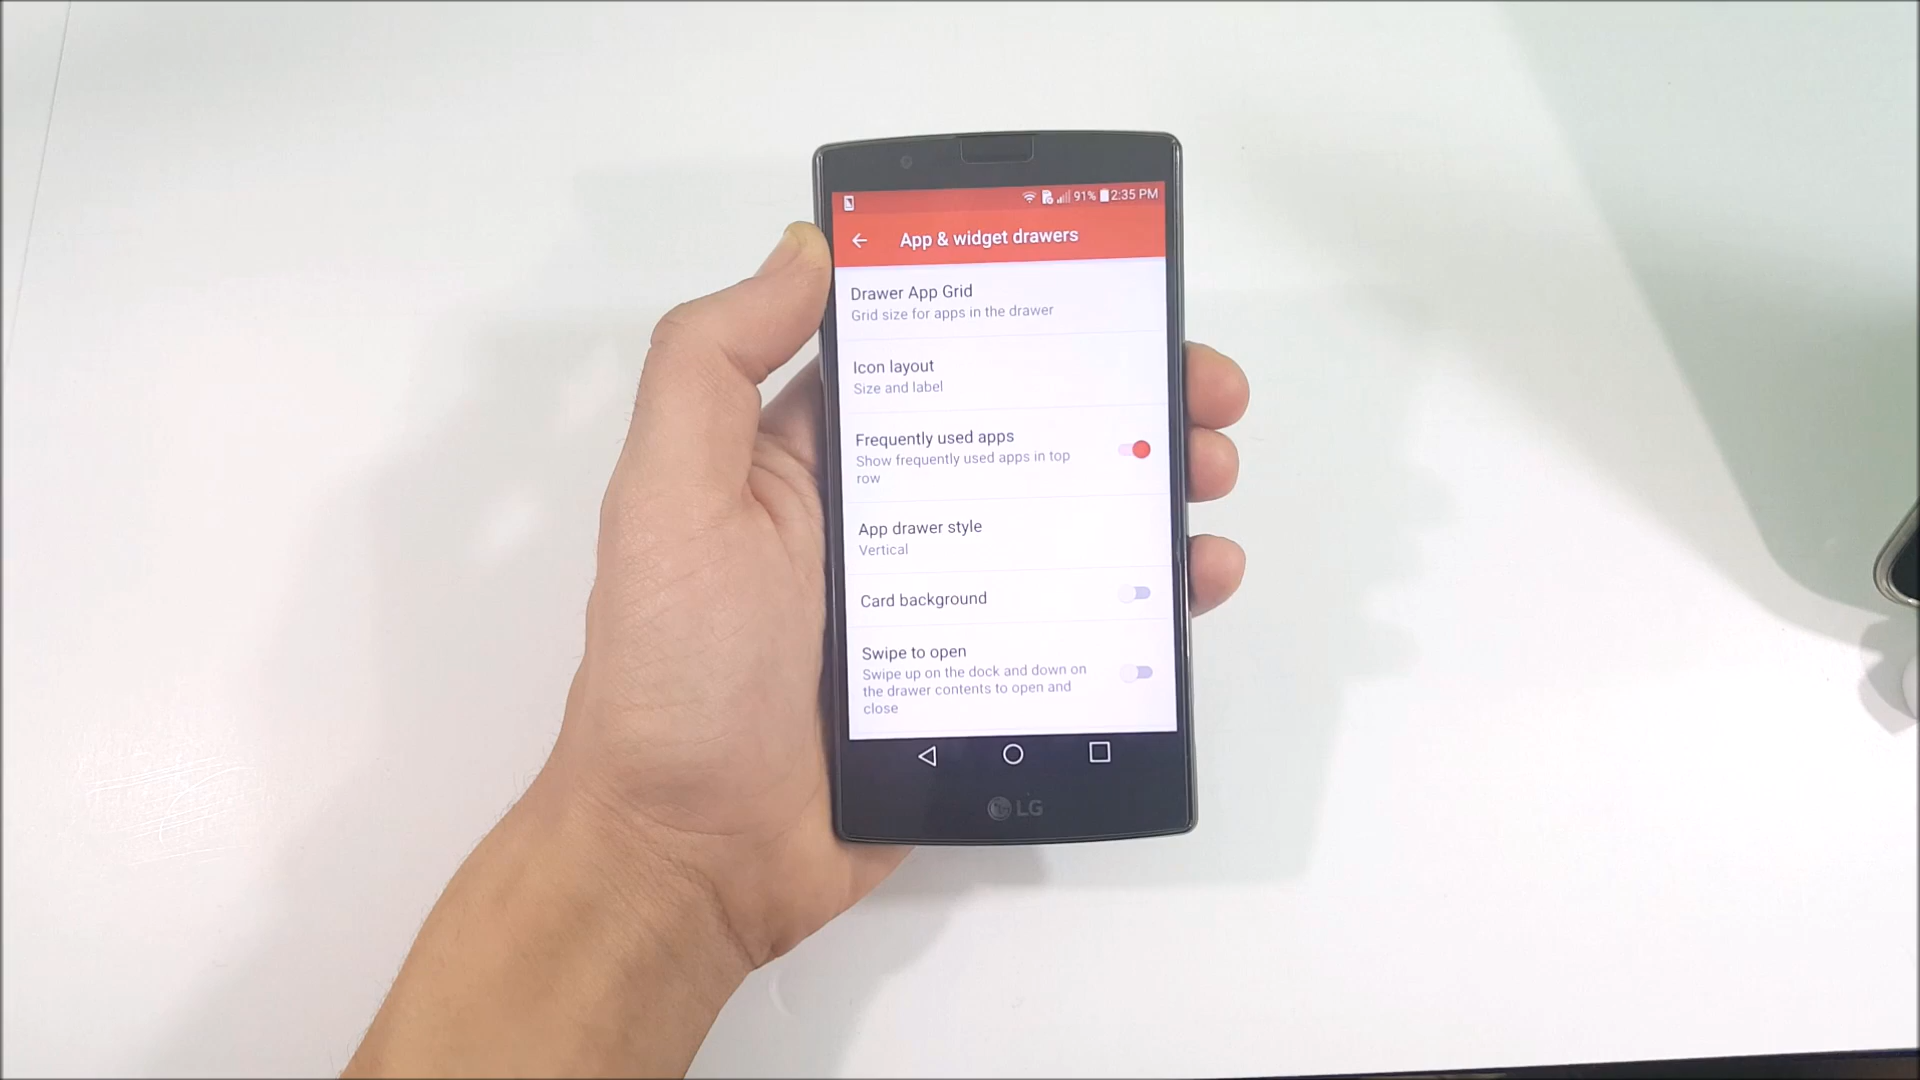 91% 2:35 PM
App & widget drawers
Drawer App Grid
Grid size for apps in the drawer
Icon layout
Size and label
Frequently used apps
Show frequently used apps in top
row
App drawer style
Vertical
Card background
Swipe to open
Swipe up on the dock and down on
the drawer contents to open and
close
LG